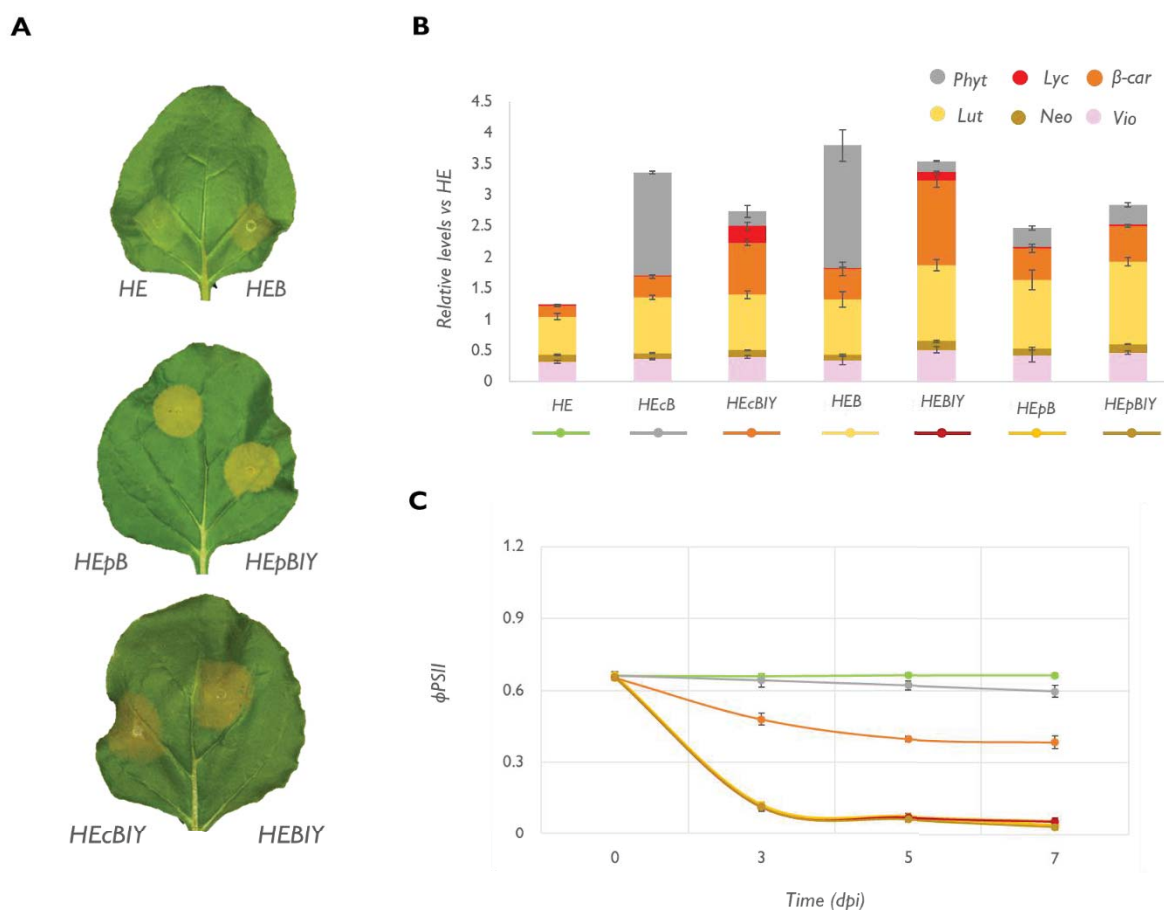 A
HE
HEB
HEpB
HEpBIY
HEcBIY
HEBIY
B
Phyt
Lyc
β-car
Lut
Neo
Vio
Relative levels vs HE
4.5
4
3.5
3
2.5
2
1.5
1
0.5
0
HE
HEcB
HEcBIY
HEB
HEBIY
HEpB
HEpBIY
C
ϕPSII
1.2
0.9
0.6
0.3
0
0
3
5
7
Time (dpi)